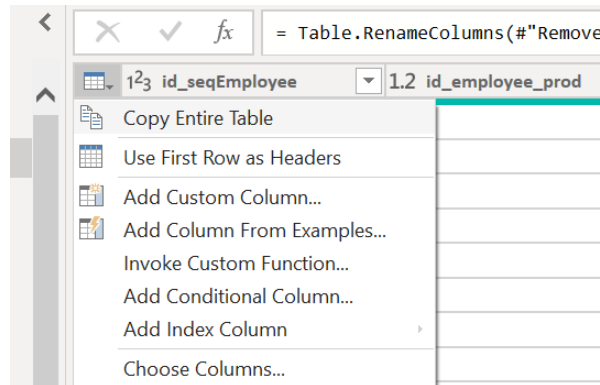 fx = Table.RenameColumns(#"Remove
1²3 id_seqEmployee 1.2 id_employee_prod
Copy Entire Table
Use First Row as Headers
Add Custom Column...
Add Column From Examples...
Invoke Custom Function...
Add Conditional Column...
Add Index Column
Choose Columns...